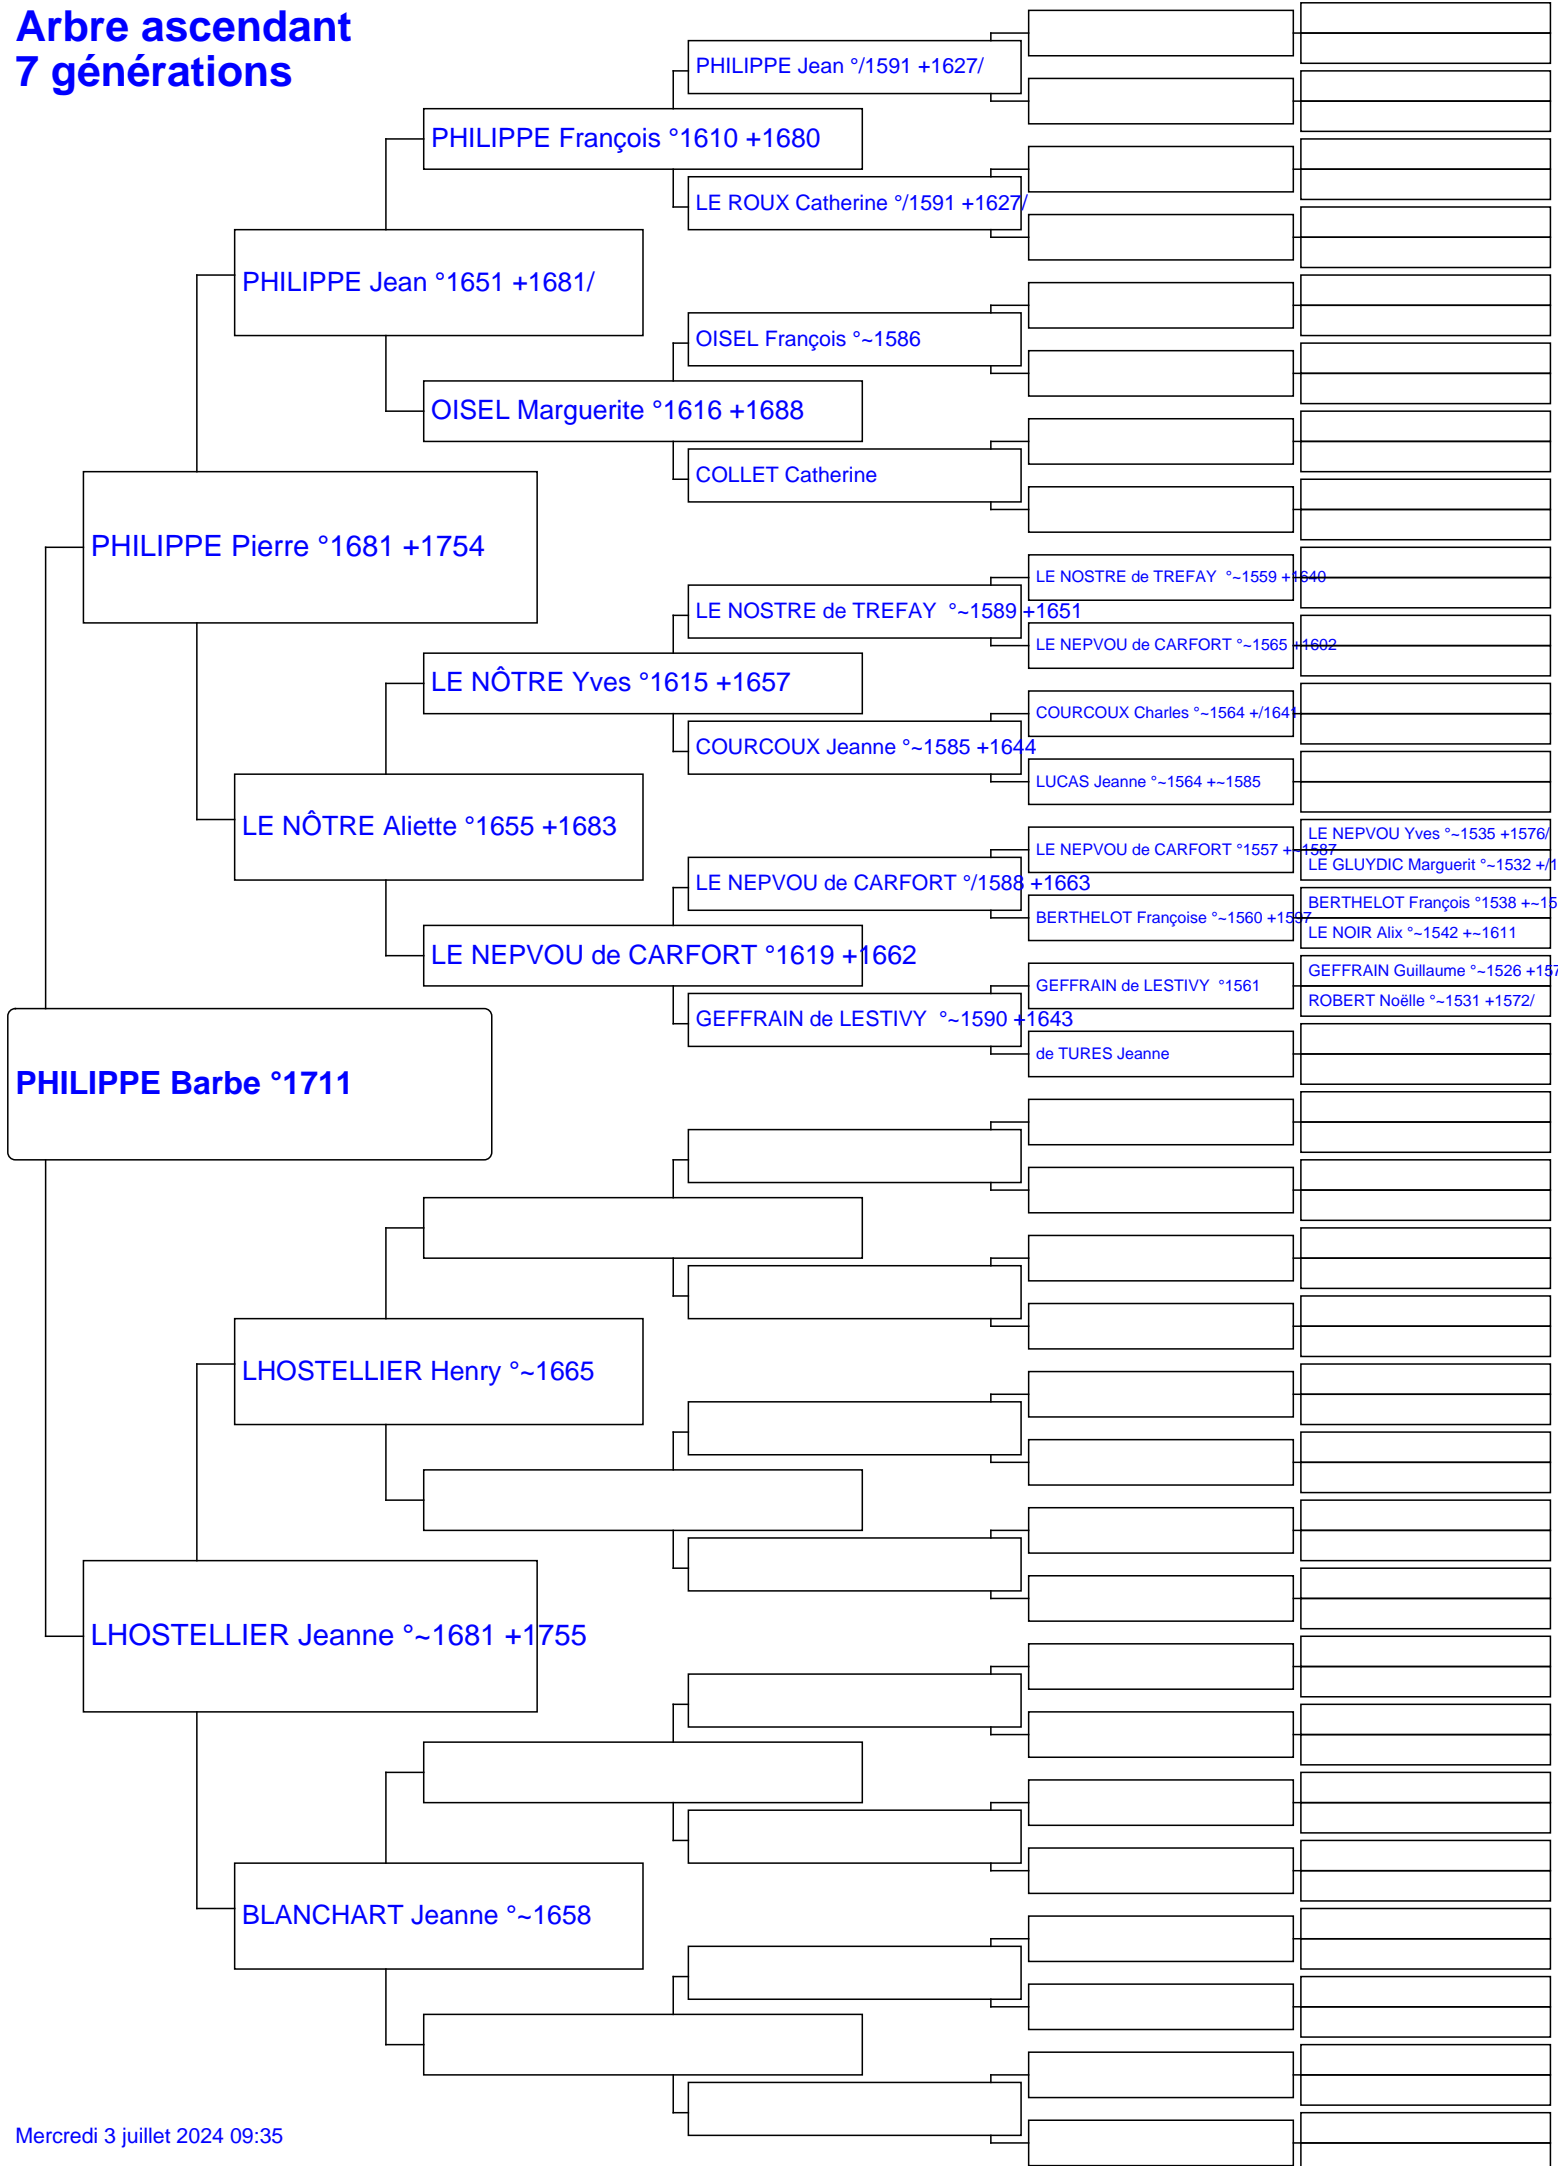 Arbre ascendant
7 générations
PHILIPPE Jean °/1591 +1627/
PHILIPPE François °1610 +1680
LE ROUX Catherine °/1591 +1627/
PHILIPPE Jean °1651 +1681/
OISEL François °~1586
OISEL Marguerite °1616 +1688
COLLET Catherine
PHILIPPE Pierre °1681 +1754
LE NOSTRE de TREFAY °~1559 +1640
LE NOSTRE de TREFAY °~1589 +1651
LE NEPVOU de CARFORT °~1565 +1602
LE NÔTRE Yves °1615 +1657
COURCOUX Charles °~1564 +/1641
COURCOUX Jeanne °~1585 +1644
LUCAS Jeanne °~1564 +~1585
LE NÔTRE Aliette °1655 +1683
LE NEPVOU Yves °~1535 +1576/
LE NEPVOU de CARFORT °1557 +~1587
LE GLUYDIC Marguerit °~1532 +/1
LE NEPVOU de CARFORT °/1588 +1663
BERTHELOT François °1538 +~15
BERTHELOT Françoise °~1560 +1597
LE NOIR Alix °~1542 +~1611
LE NEPVOU de CARFORT °1619 +1662
GEFFRAIN Guillaume °~1526 +157
GEFFRAIN de LESTIVY °1561
ROBERT Noëlle °~1531 +1572/
GEFFRAIN de LESTIVY °~1590 +1643
de TURES Jeanne
PHILIPPE Barbe °1711
LHOSTELLIER Henry °~1665
LHOSTELLIER Jeanne °~1681 +1755
BLANCHART Jeanne °~1658
Mercredi 3 juillet 2024 09:35